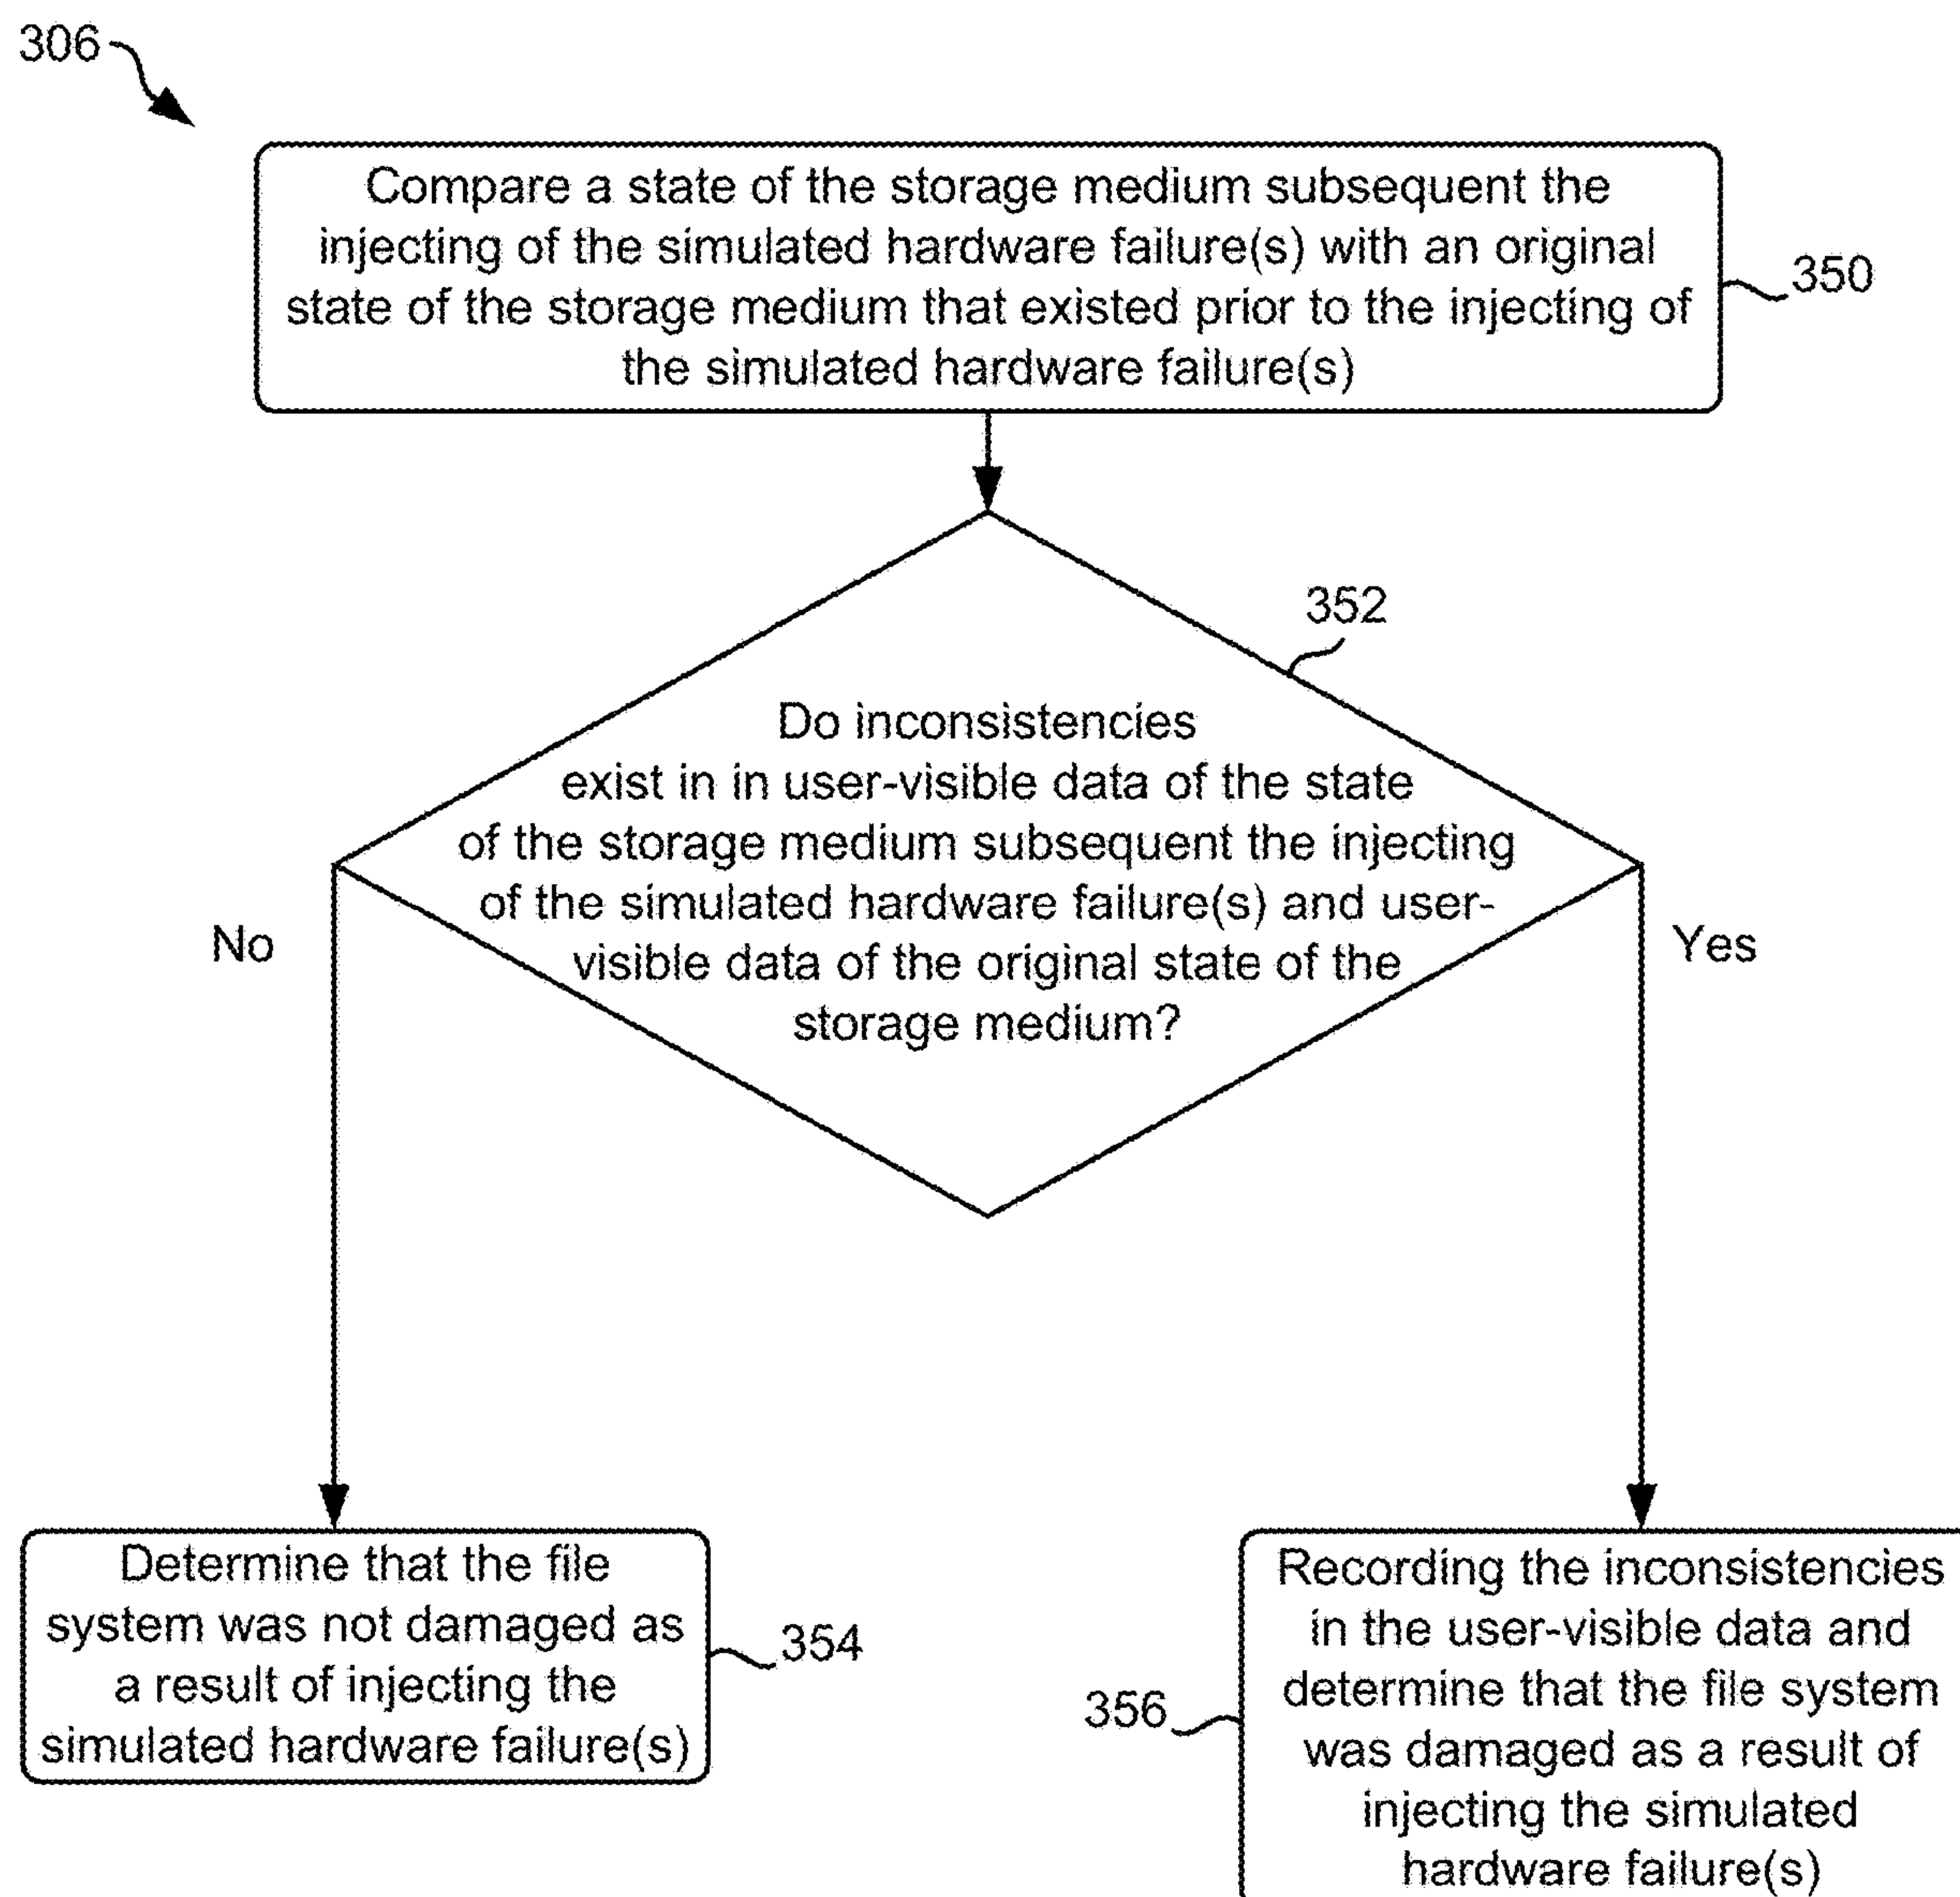 306
Compare a state of the storage medium subsequent the
injecting of the simulated hardware failure(s) with an original
state of the storage medium that existed prior to the injecting of
the simulated hardware failure(s)
350
352
Do inconsistencies
exist in in user-visible data of the state
of the storage medium subsequent the injecting
of the simulated hardware failure(s) and user-
visible data of the original state of the
storage medium?
No
Yes
Determine that the file
system was not damaged as
a result of injecting the
simulated hardware failure(s)
354
356
Recording the inconsistencies
in the user-visible data and
determine that the file system
was damaged as a result of
injecting the simulated
hardware failure(s)